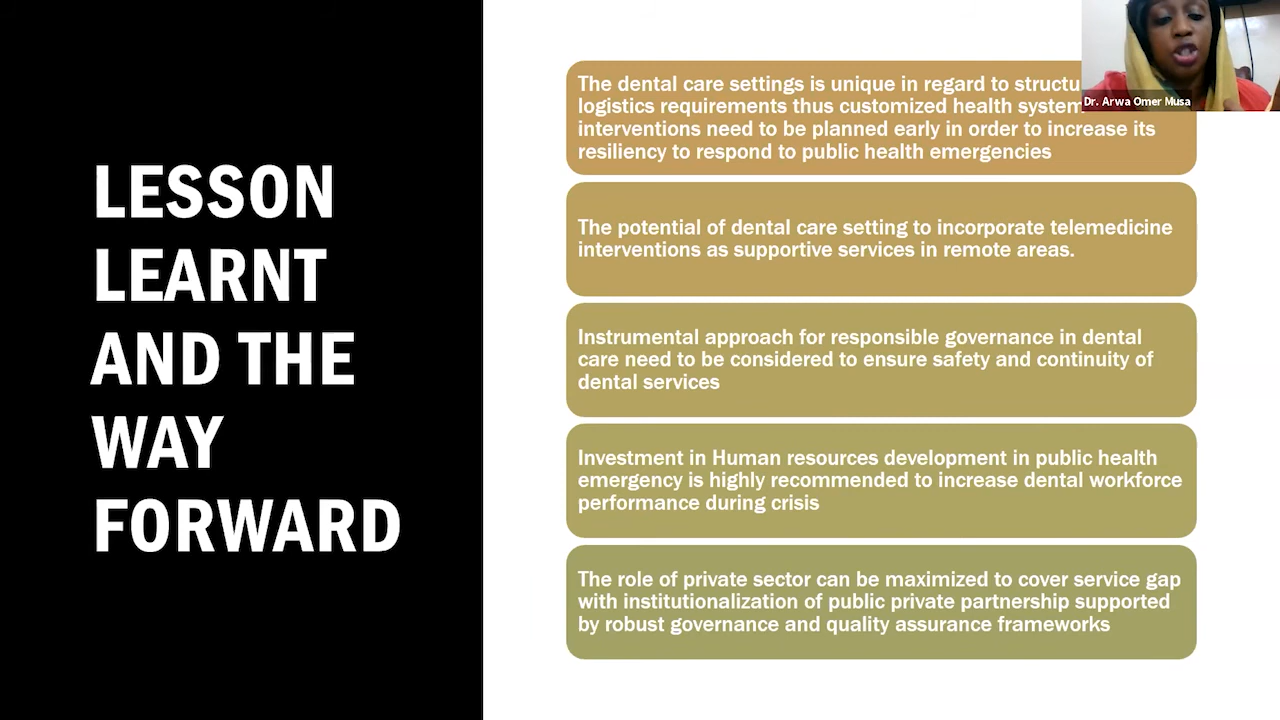 LESSON
LEARNT
AND THE
WAY
FORWARD
The dental care settings is unique in regard to
logistics requirements thus customized health system
interventions need to be planned early in order to increase its
resiliency to respond to public health emergencies
The potential of dental care setting to incorporate telemedicine
interventions as supportive services in remote areas.
Instrumental approach for responsible governance in dental
care need to be considered to ensure safety and continuity of
dental services
Investment in Human resources development in public health
emergency is highly recommended to increase dental workforce
performance during crisis
The role of private sector can be maximized to cover service gap
with institutionalization of public private partnership supported
by robust governance and quality assurance frameworks
Dr. Arwa Omer Musa